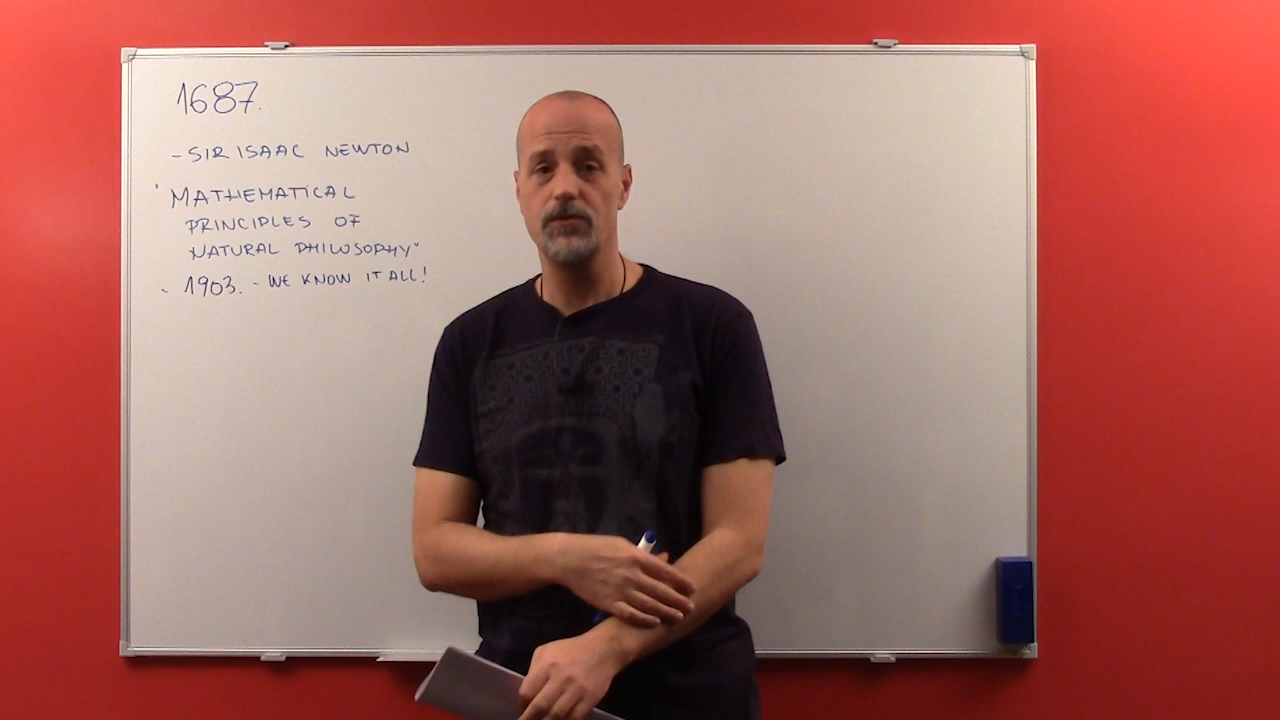 1687.
- SIR ISAAC NEWTON
"MATHEMATICAL
PRINCIPLES OF
NATURAL PHILOSOPHY"
- 1903. - WE KNOW IT ALL!